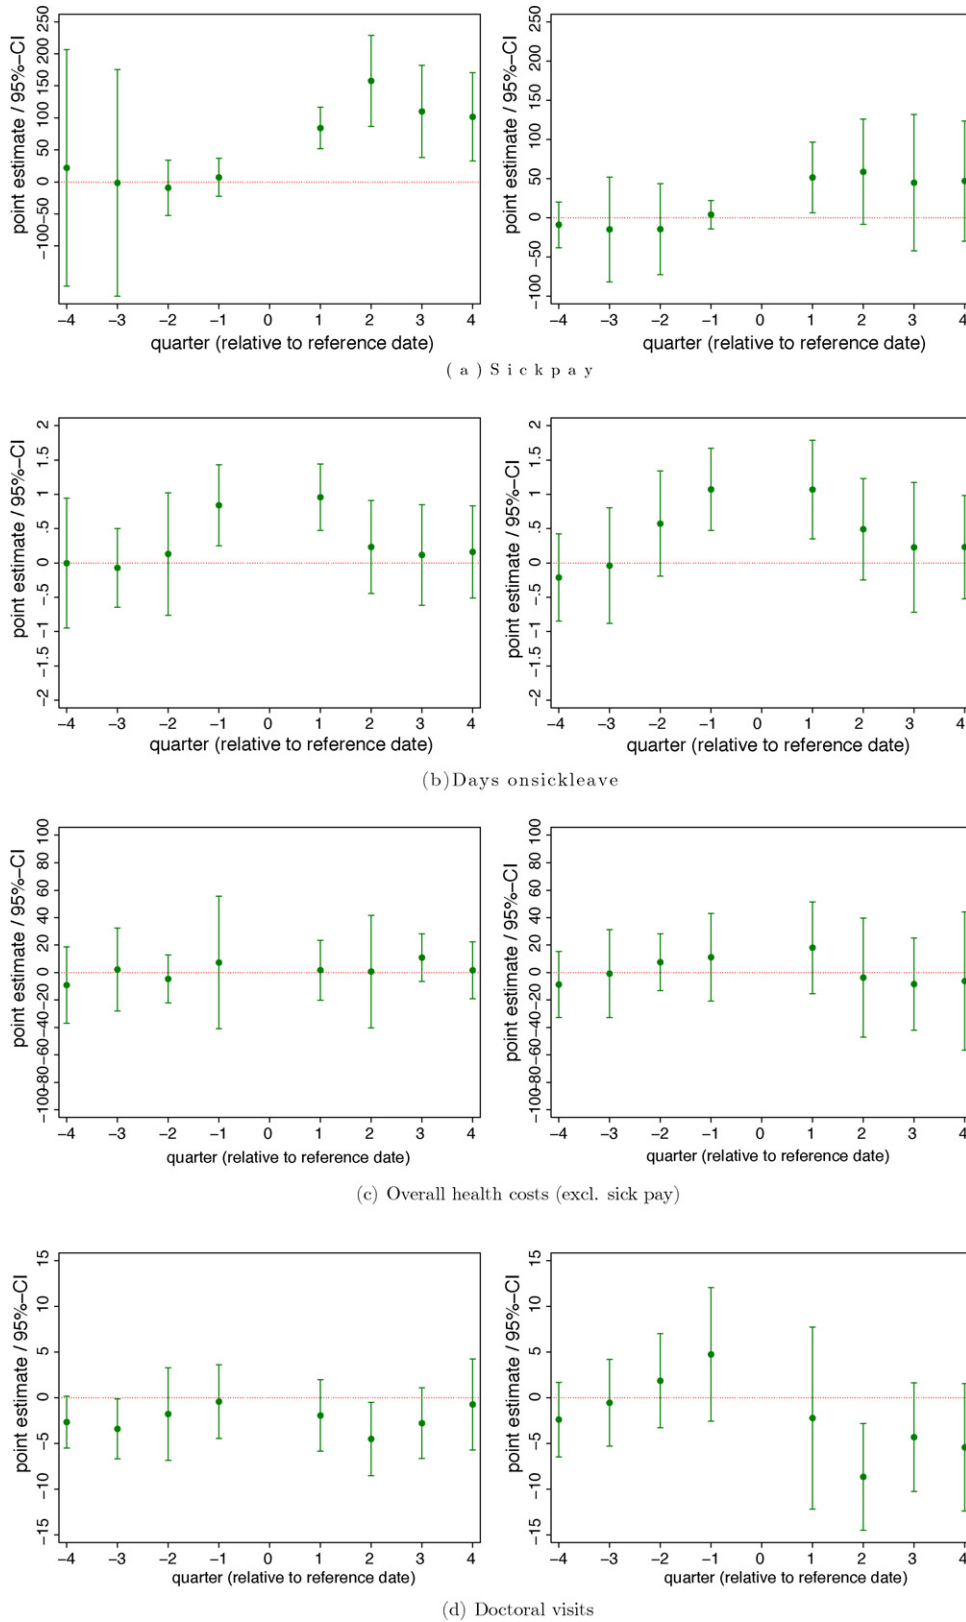 point estimate / 95%–CI
250
200
150
100
50
0
−100−50
−4 −3 −2 −1 0 1 2 3 4
quarter (relative to reference date)
point estimate / 95%–CI
250
200
150
100
50
0
−50
−100
−4 −3 −2 −1 0 1 2 3 4
quarter (relative to reference date)
( a ) S i c k p a y
point estimate / 95%–CI
2
1.5
1
.5
0
−.5
−1
−1.5
−2
−4 −3 −2 −1 0 1 2 3 4
quarter (relative to reference date)
point estimate / 95%–CI
2
1.5
1
.5
0
−.5
−1
−1.5
−2
−4 −3 −2 −1 0 1 2 3 4
quarter (relative to reference date)
(b)Days onsickleave
point estimate / 95%–CI
100
80
60
40
20
0
−100−80−60−40−20
−4 −3 −2 −1 0 1 2 3 4
quarter (relative to reference date)
point estimate / 95%–CI
100
80
60
40
20
0
−100−80−60−40−20
−4 −3 −2 −1 0 1 2 3 4
quarter (relative to reference date)
(c) Overall health costs (excl. sick pay)
point estimate / 95%–CI
15
10
5
0
−5
−10
−15
−4 −3 −2 −1 0 1 2 3 4
quarter (relative to reference date)
point estimate / 95%–CI
15
10
5
0
−5
−10
−15
−4 −3 −2 −1 0 1 2 3 4
quarter (relative to reference date)
(d) Doctoral visits